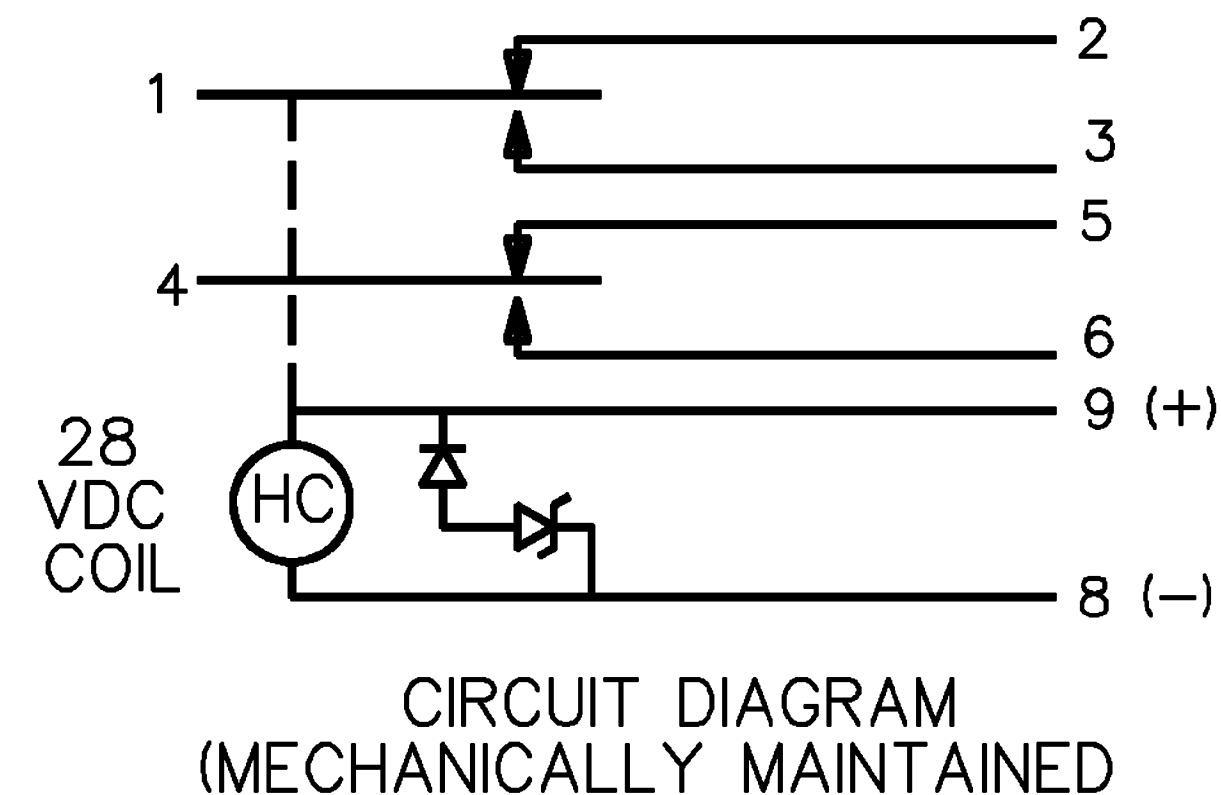 2
1
3
5
4
6
9 (+)
28
VDC
COIL
HC
8 (−)
CIRCUIT DIAGRAM
(MECHANICALLY MAINTAINED